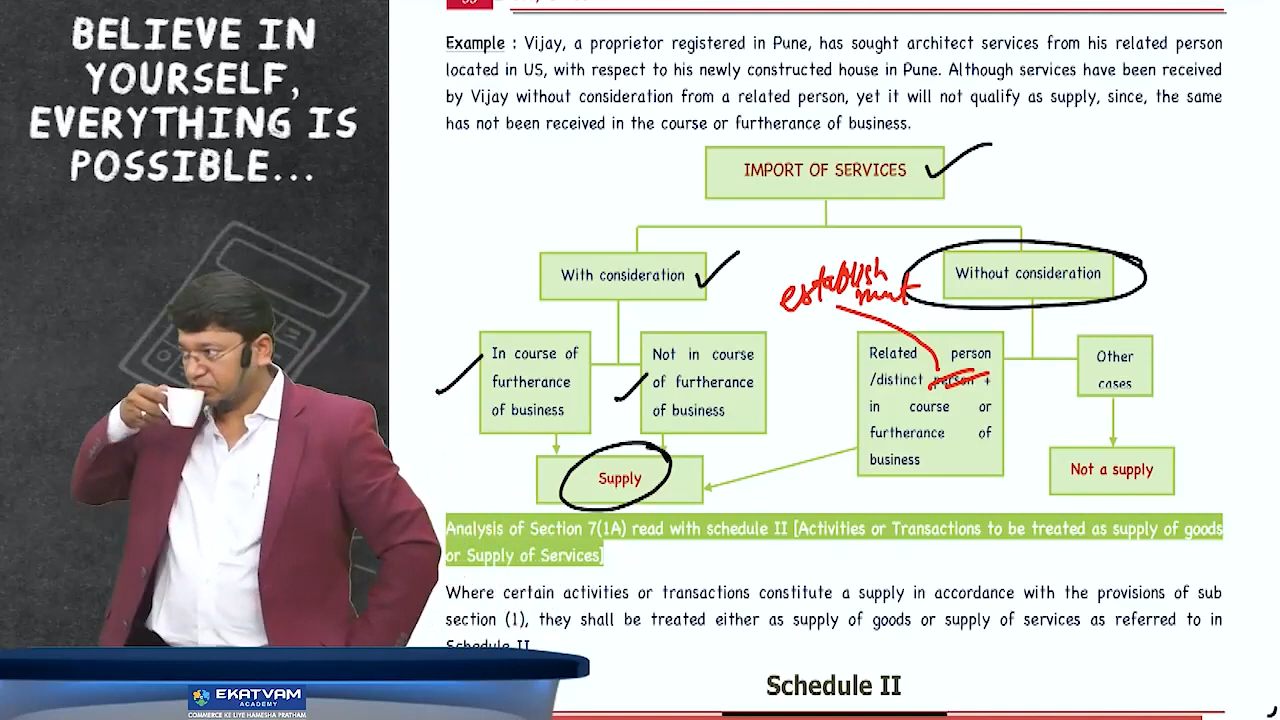 BELIEVE IN
YOURSELF,
EVERYTHING IS
POSSIBLE...
Example : Vijay, a proprietor registered in Pune, has sought architect services from his related person
located in US, with respect to his newly constructed house in Pune. Although services have been received
by Vijay without consideration from a related person, yet it will not qualify as supply, since, the same
has not been received in the course or furtherance of business.
IMPORT OF SERVICES
With consideration
Without consideration
establish
ment
In course of
furtherance
of business
Not in course
of furtherance
of business
Related person
/distinct person +
in course or
furtherance of
business
Other
cases
Supply
Not a supply
Analysis of Section 7(1A) read with schedule II [Activities or Transactions to be treated as supply of goods
or Supply of Services]
Where certain activities or transactions constitute a supply in accordance with the provisions of sub
section (1), they shall be treated either as supply of goods or supply of services as referred to in
Schedule II
Schedule II
EKATVAM
ACADEMY
COMMERCE KE LIYE HAMESHA PRATHAM